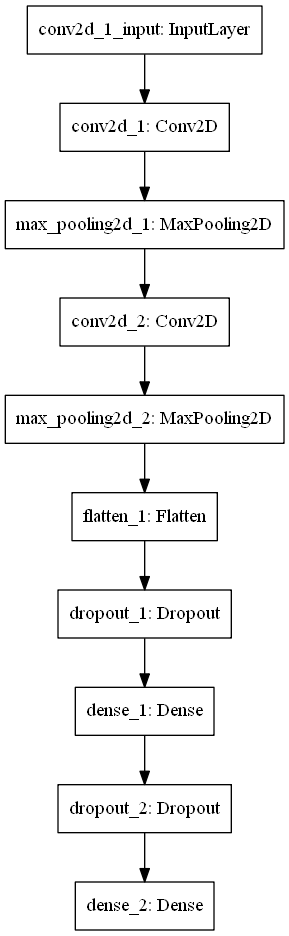 conv2d_1_input: InputLayer
conv2d_1: Conv2D
max_pooling2d_1: MaxPooling2D
conv2d_2: Conv2D
max_pooling2d_2: MaxPooling2D
flatten_1: Flatten
dropout_1: Dropout
dense_1: Dense
dropout_2: Dropout
dense_2: Dense